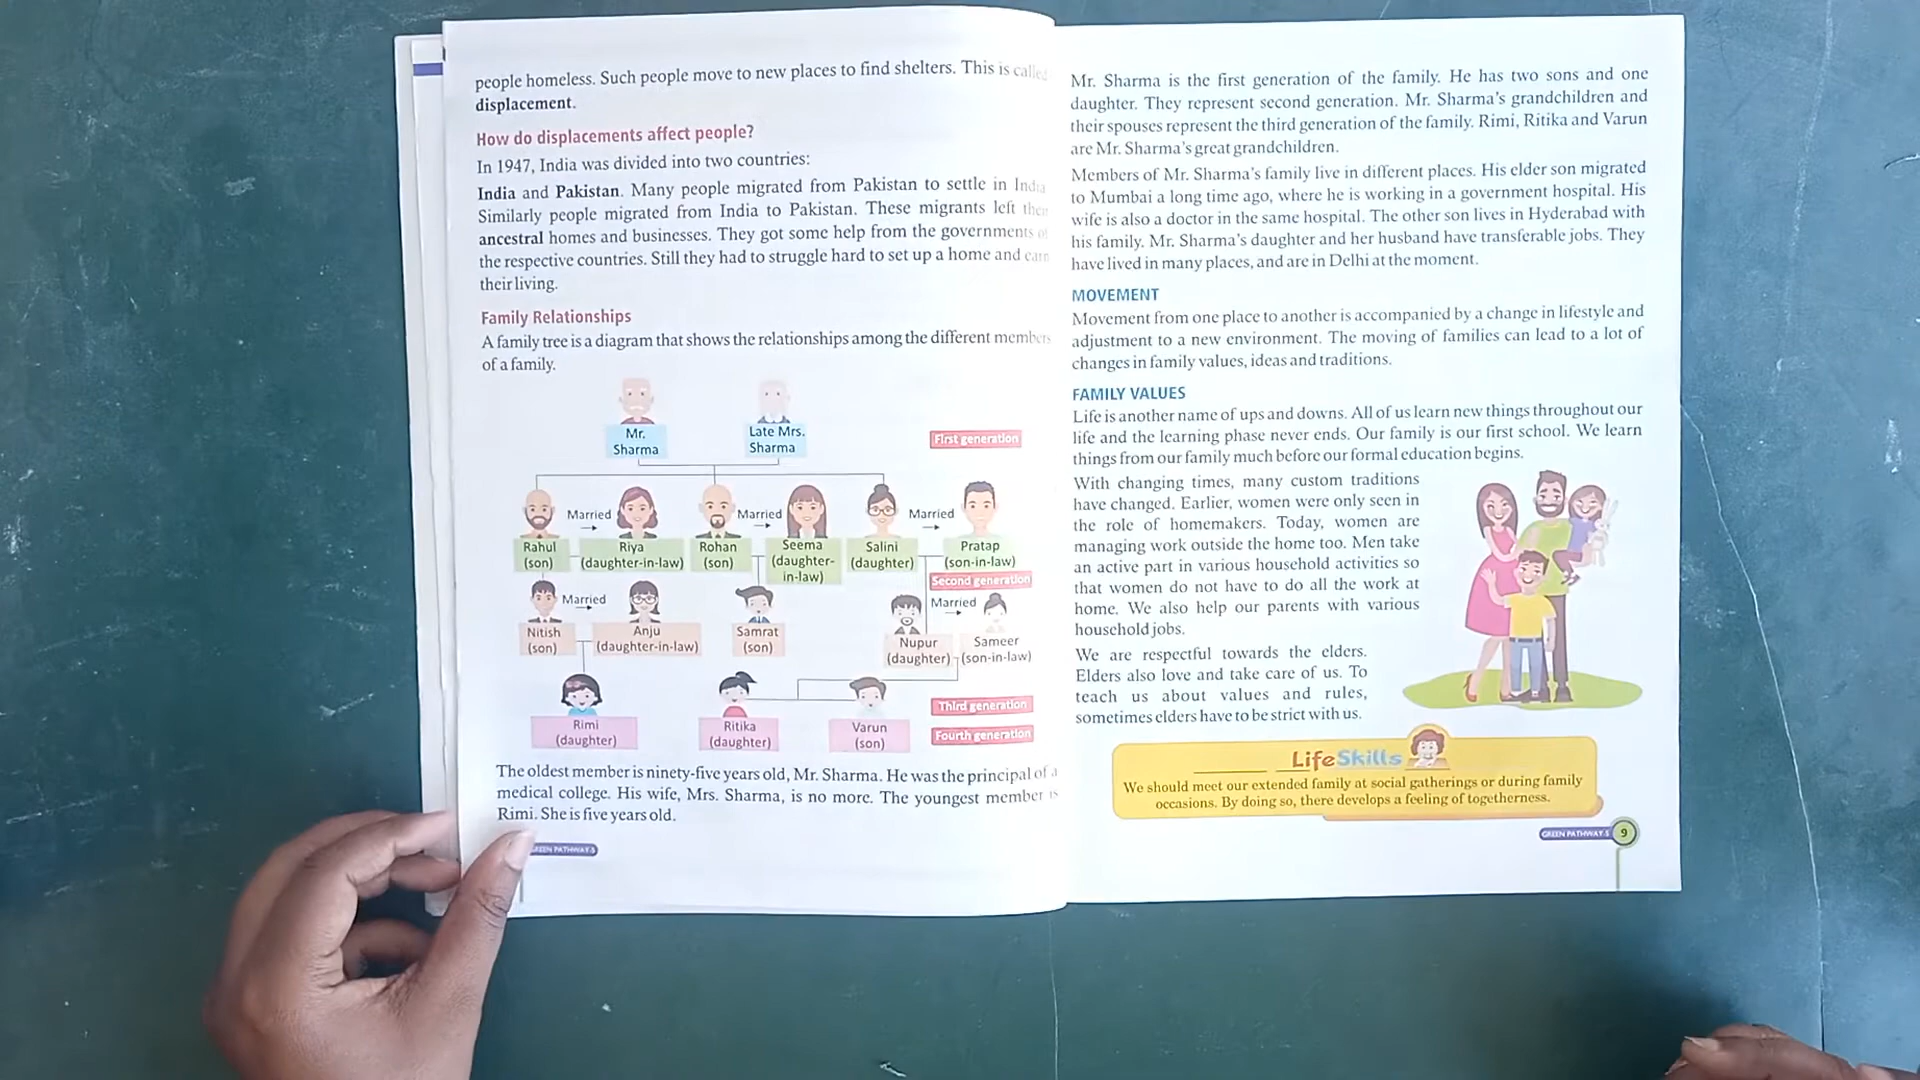 people homeless. Such people move to new places to find shelters. This is called
displacement.
How do displacements affect people?
In 1947, India was divided into two countries:
India and Pakistan. Many people migrated from Pakistan to settle in India
Similarly people migrated from India to Pakistan. These migrants left their
ancestral homes and businesses. They got some help from the governments of
the respective countries. Still they had to struggle hard to set up a home and earn
their living.
Family Relationships
A family tree is a diagram that shows the relationships among the different members
of a family.
Mr.
Sharma
Late Mrs.
Sharma
First generation
Married
Married
Married
Rahul
(son)
Riya
(daughter-in-law)
Rohan
(son)
Seema
(daughter-
in-law)
Salini
(daughter)
Pratap
(son-in-law)
Second generation
Married
Married
Nitish
(son)
Anju
(daughter-in-law)
Samrat
(son)
Nupur
(daughter)
Sameer
(son-in-law)
Third generation
Rimi
(daughter)
Ritika
(daughter)
Varun
(son)
Fourth generation
The oldest member is ninety-five years old, Mr. Sharma. He was the principal of a
medical college. His wife, Mrs. Sharma, is no more. The youngest member is
Rimi. She is five years old.
GREEN PATHWAY-5
Mr. Sharma is the first generation of the family. He has two sons and one
daughter. They represent second generation. Mr. Sharma's grandchildren and
their spouses represent the third generation of the family. Rimi, Ritika and Varun
are Mr. Sharma's great grandchildren.
Members of Mr. Sharma's family live in different places. His elder son migrated
to Mumbai a long time ago, where he is working in a government hospital. His
wife is also a doctor in the same hospital. The other son lives in Hyderabad with
his family. Mr. Sharma's daughter and her husband have transferable jobs. They
have lived in many places, and are in Delhi at the moment.
MOVEMENT
Movement from one place to another is accompanied by a change in lifestyle and
adjustment to a new environment. The moving of families can lead to a lot of
changes in family values, ideas and traditions.
FAMILY VALUES
Life is another name of ups and downs. All of us learn new things throughout our
life and the learning phase never ends. Our family is our first school. We learn
things from our family much before our formal education begins.
With changing times, many custom traditions
have changed. Earlier, women were only seen in
the role of homemakers. Today, women are
managing work outside the home too. Men take
an active part in various household activities so
that women do not have to do all the work at
home. We also help our parents with various
household jobs.
We are respectful towards the elders.
Elders also love and take care of us. To
teach us about values and rules,
sometimes elders have to be strict with us.
LifeSkills
We should meet our extended family at social gatherings or during family
occasions. By doing so, there develops a feeling of togetherness.
GREEN PATHWAY-5 9